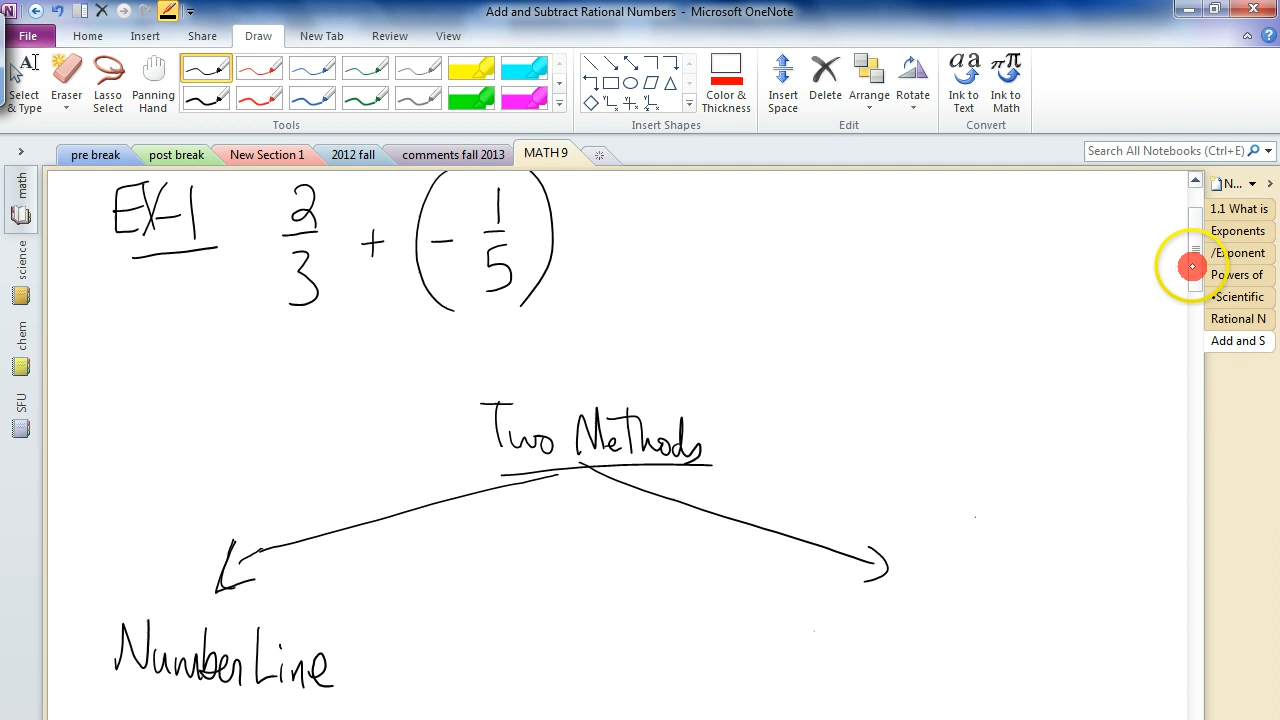 Add and Subtract Rational Numbers - Microsoft OneNote
File Home Insert Share Draw New Tab Review View
Select & Type
Eraser
Lasso Select
Panning Hand
Color & Thickness
Insert Space
Delete
Arrange
Rotate
Ink to Text
Ink to Math
Tools
Insert Shapes
Edit
Convert
pre break
post break
New Section 1
2012 fall
comments fall 2013
MATH 9
Search All Notebooks (Ctrl+E)
N...
math
science
chem
SFU
1.1 What is
Exponents
/Exponent
Powers of
•Scientific
Rational N
Add and S
EX-1 2/3 + (- 1/5)
Two Methods
Number Line